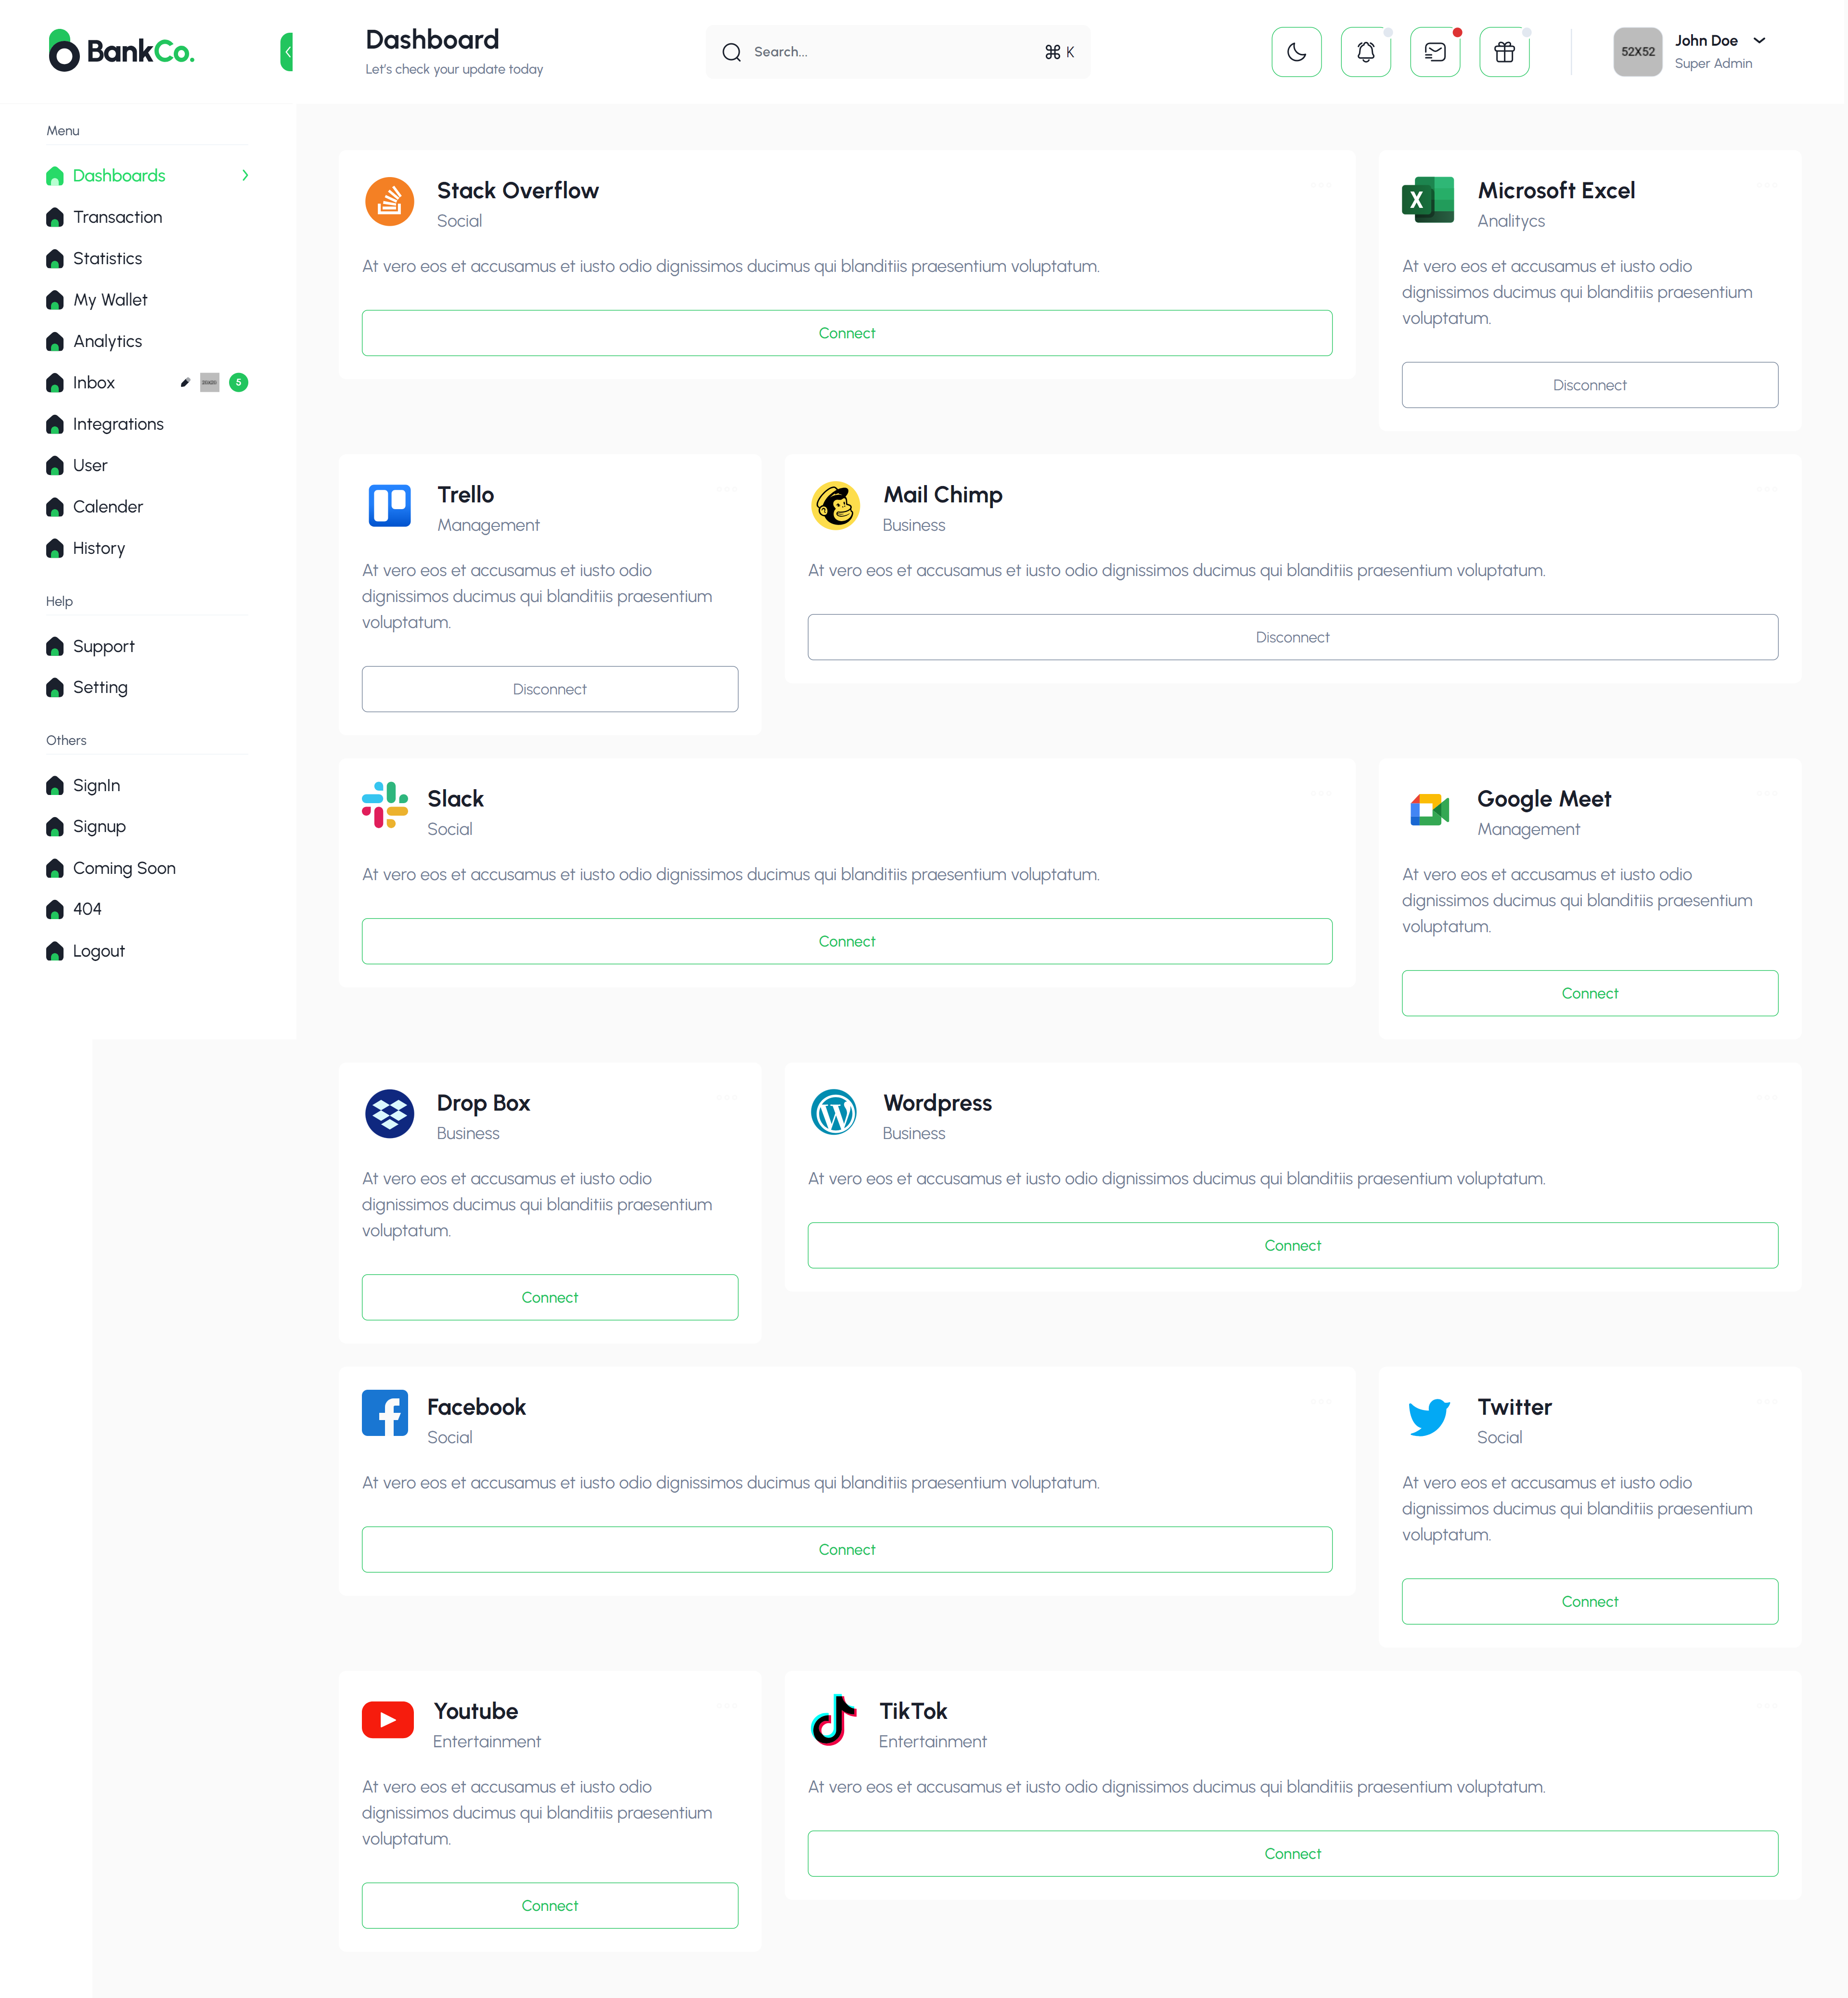 BankCo.
Dashboard
Let's check your update today
Search...
⌘ K
52X52
John Doe
Super Admin
Menu
Dashboards
Transaction
Statistics
My Wallet
Analytics
Inbox
5
Integrations
User
Calender
History
Help
Support
Setting
Others
SignIn
Signup
Coming Soon
404
Logout
Stack Overflow
Social
At vero eos et accusamus et iusto odio dignissimos ducimus qui blanditiis praesentium voluptatum.
Connect
Microsoft Excel
Analitycs
At vero eos et accusamus et iusto odio
dignissimos ducimus qui blanditiis praesentium
voluptatum.
Disconnect
Trello
Management
At vero eos et accusamus et iusto odio
dignissimos ducimus qui blanditiis praesentium
voluptatum.
Disconnect
Mail Chimp
Business
At vero eos et accusamus et iusto odio dignissimos ducimus qui blanditiis praesentium voluptatum.
Disconnect
Slack
Social
At vero eos et accusamus et iusto odio dignissimos ducimus qui blanditiis praesentium voluptatum.
Connect
Google Meet
Management
At vero eos et accusamus et iusto odio
dignissimos ducimus qui blanditiis praesentium
voluptatum.
Connect
Drop Box
Business
At vero eos et accusamus et iusto odio
dignissimos ducimus qui blanditiis praesentium
voluptatum.
Connect
Wordpress
Business
At vero eos et accusamus et iusto odio dignissimos ducimus qui blanditiis praesentium voluptatum.
Connect
Facebook
Social
At vero eos et accusamus et iusto odio dignissimos ducimus qui blanditiis praesentium voluptatum.
Connect
Twitter
Social
At vero eos et accusamus et iusto odio
dignissimos ducimus qui blanditiis praesentium
voluptatum.
Connect
Youtube
Entertainment
At vero eos et accusamus et iusto odio
dignissimos ducimus qui blanditiis praesentium
voluptatum.
Connect
TikTok
Entertainment
At vero eos et accusamus et iusto odio dignissimos ducimus qui blanditiis praesentium voluptatum.
Connect